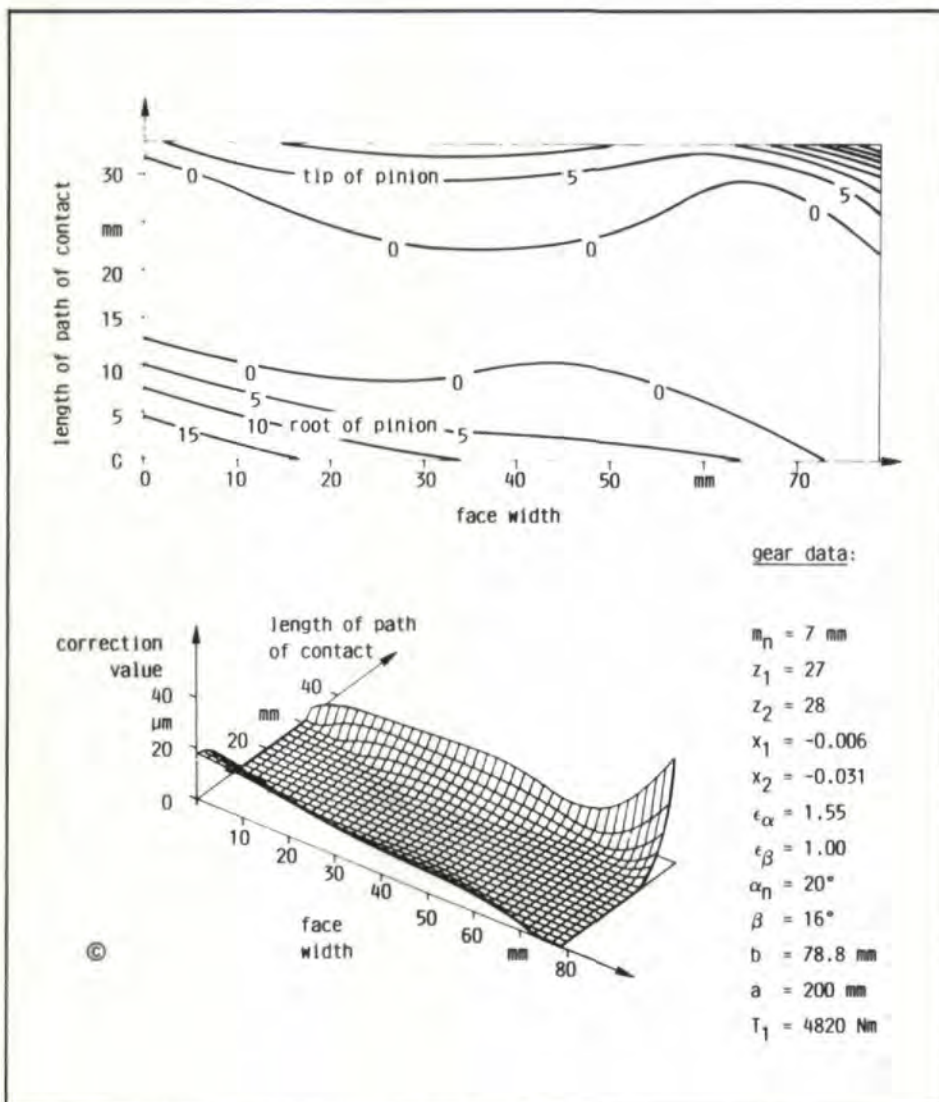 30
mm
20
15
10
5
C
length of path of contact
0
tip of pinion
5
5
0
0
0
0
0
0
5
10
root of pinion
5
15
0
10
20
30
40
50
mm
70
face width
gear data:
m_n = 7 mm
z_1 = 27
z_2 = 28
x_1 = -0.006
x_2 = -0.031
ϵ_α = 1.55
ϵ_β = 1.00
α_n = 20°
β = 16°
b = 78.8 mm
a = 200 mm
T_1 = 4820 Nm
correction
value
40
µm
20
0
length of path
of contact
40
mm
20
10
20
30
40
50
60
mm
80
face
width
©